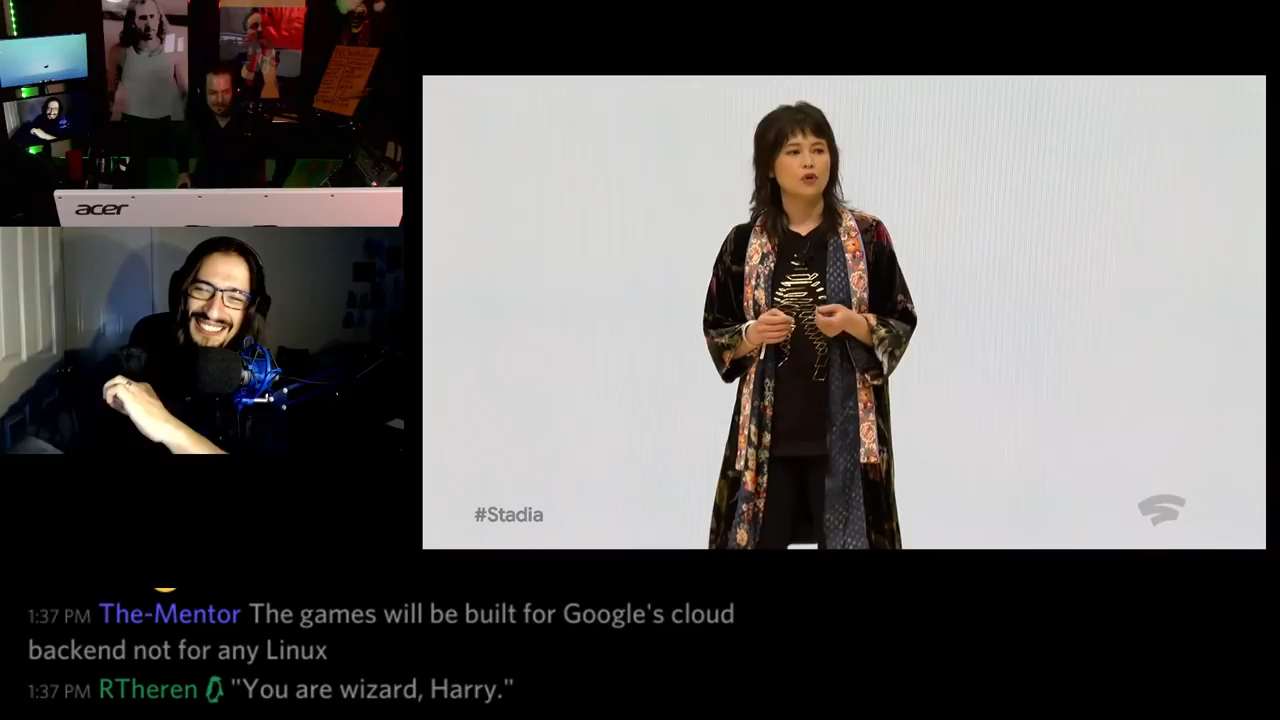 acer
#Stadia
1:37 PM The-Mentor The games will be built for Google's cloud
backend not for any Linux
1:37 PM RTheren "You are wizard, Harry."